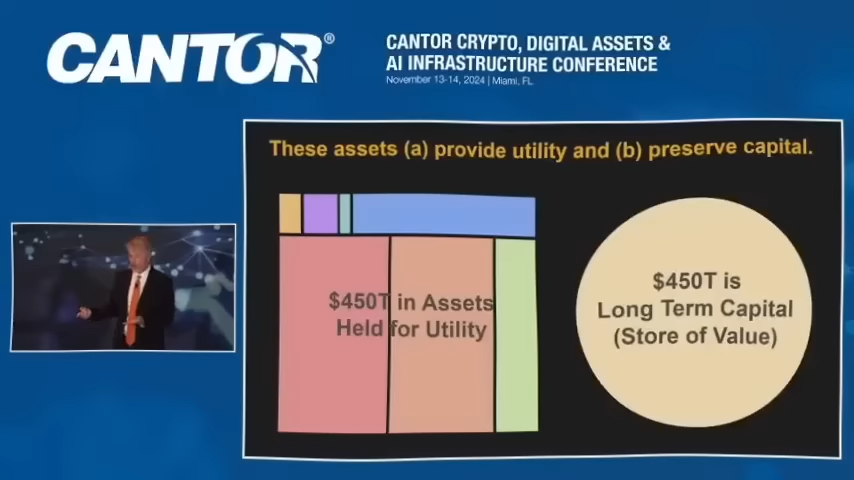 CANTOR®
CANTOR CRYPTO, DIGITAL ASSETS &
AI INFRASTRUCTURE CONFERENCE
November 13-14, 2024 | Miami, FL
These assets (a) provide utility and (b) preserve capital.
$450T in Assets
Held for Utility
$450T is
Long Term Capital
(Store of Value)